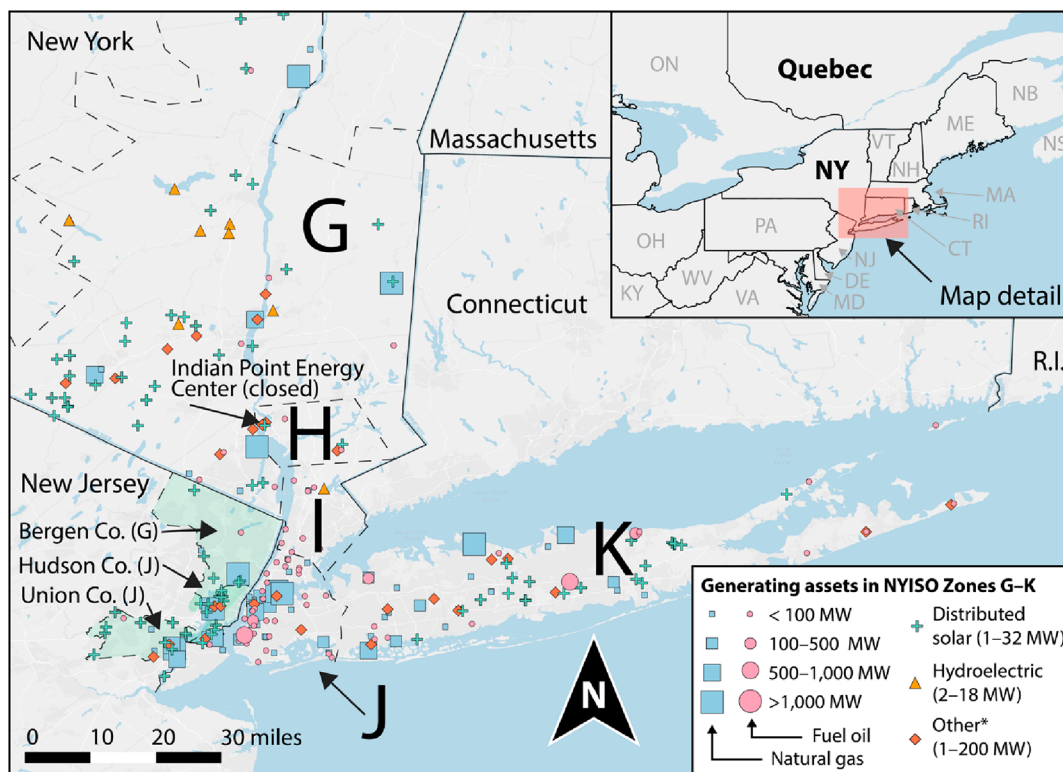 New York
Massachusetts
G
Connecticut
R.I.
Indian Point Energy
Center (closed)
H
New Jersey
I
Bergen Co. (G)
Hudson Co. (J)
Union Co. (J)
K
J
N
0 10 20 30 miles
ON
Quebec
NB
NS
ME
VT
NH
NY
MA
RI
CT
PA
OH
NJ
DE
MD
WV
KY
VA
Map detail
Generating assets in NYISO Zones G–K
< 100 MW
100–500 MW
500–1,000 MW
>1,000 MW
Fuel oil
Natural gas
Distributed
solar (1–32 MW)
Hydroelectric
(2–18 MW)
Other*
(1–200 MW)